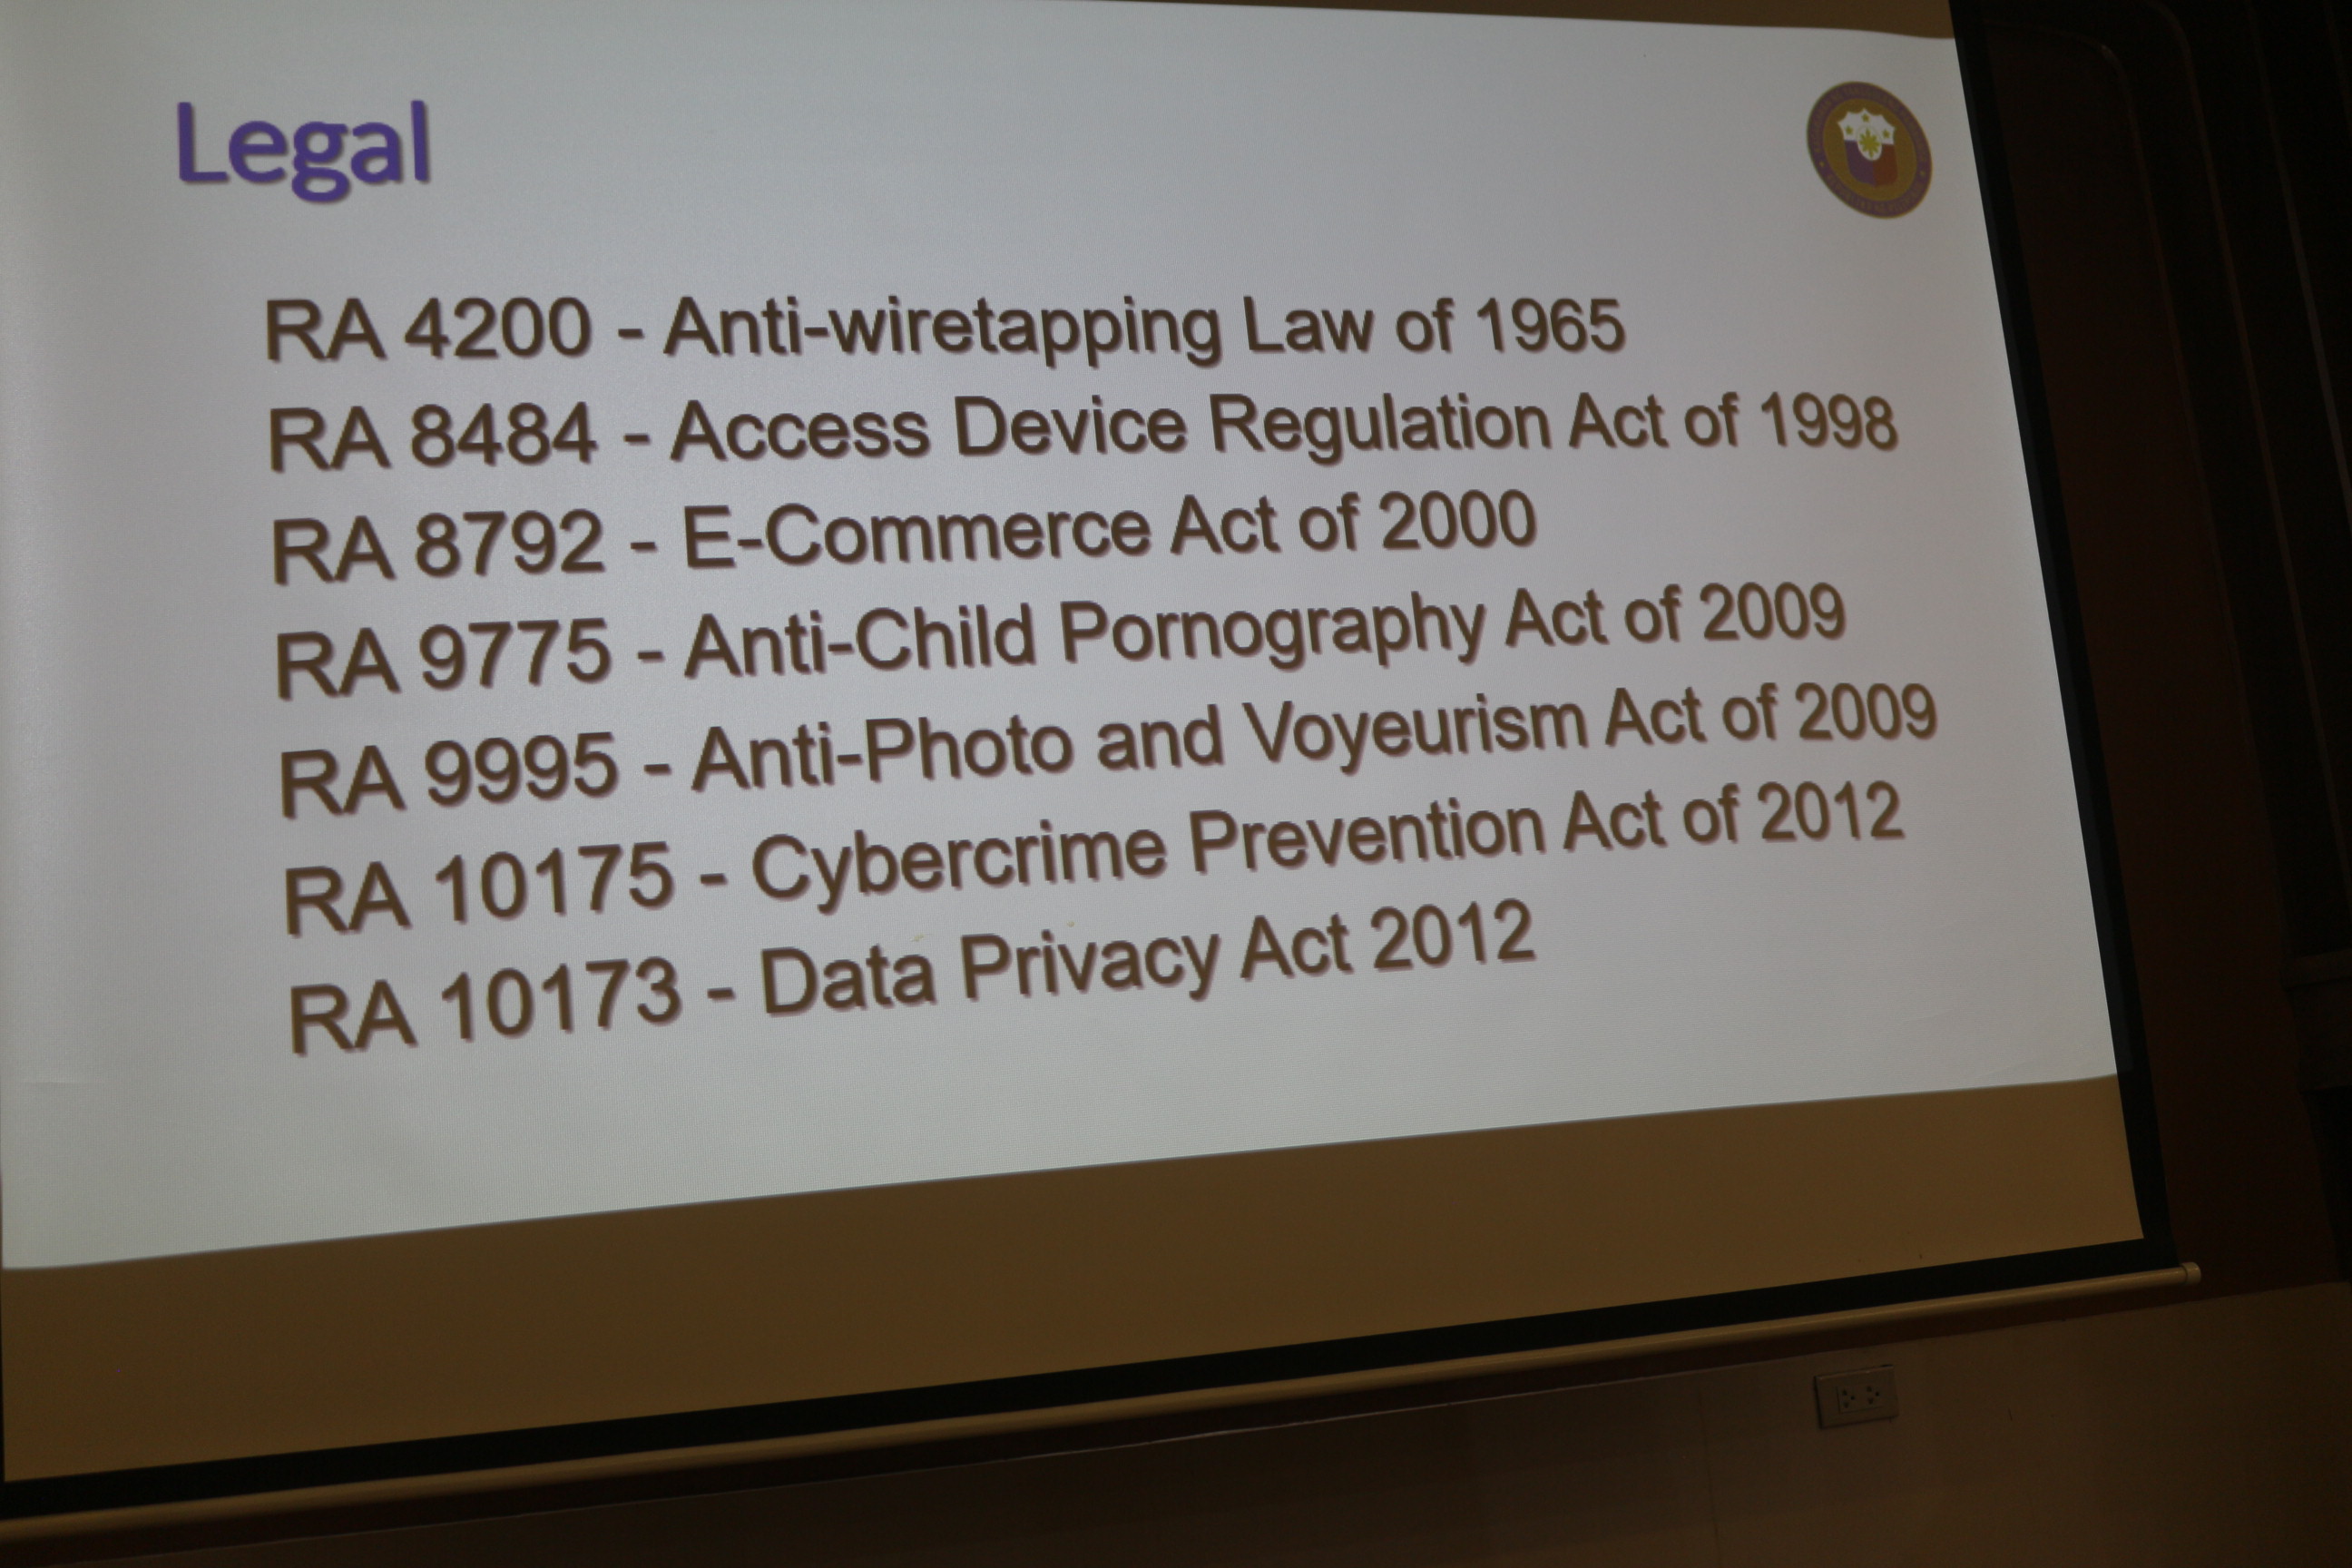 Legal
RA 4200 - Anti-wiretapping Law of 1965
RA 8484 - Access Device Regulation Act of 1998
RA 8792 - E-Commerce Act of 2000
RA 9775 - Anti-Child Pornography Act of 2009
RA 9995 - Anti-Photo and Voyeurism Act of 2009
RA 10175 - Cybercrime Prevention Act of 2012
RA 10173 - Data Privacy Act 2012